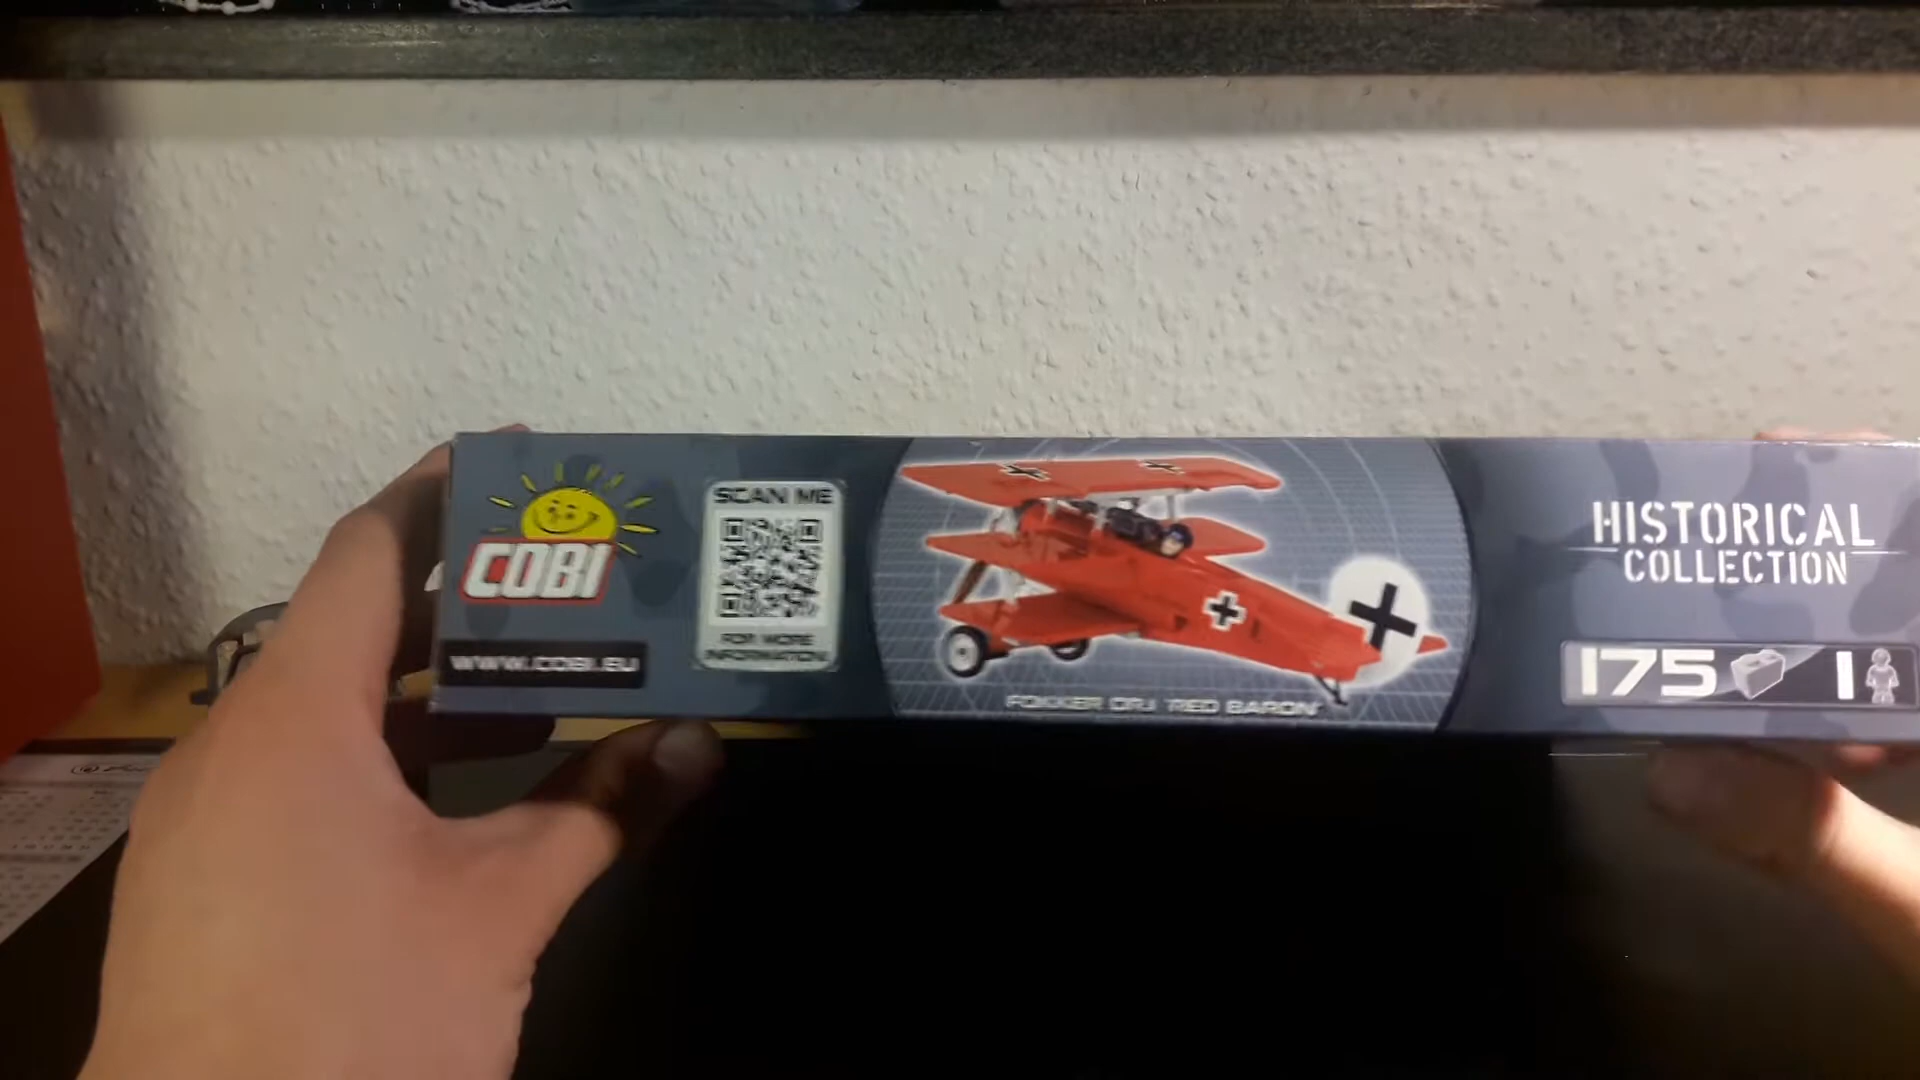 COBI
WWW.COBI.EU
SCAN ME
FOR MORE
INFORMATION
FOKKER DR.I 'RED BARON'
HISTORICAL
COLLECTION
175
1